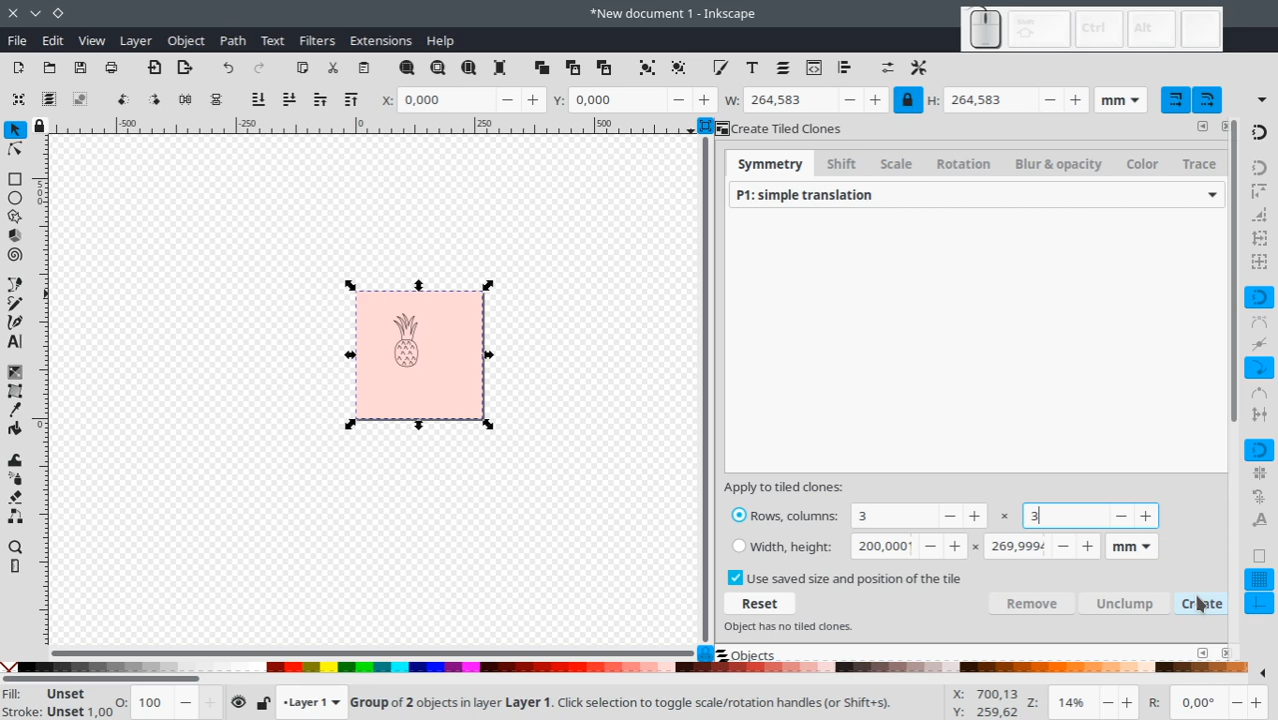 *New document 1 - Inkscape
Shift
Ctrl
Alt
File Edit View Layer Object Path Text Filters Extensions Help
X: 0,000 Y: 0,000 W: 264,583 H: 264,583 mm
-500 -250 0 250 500
Create Tiled Clones
Symmetry Shift Scale Rotation Blur & opacity Color Trace
P1: simple translation
500
0
Apply to tiled clones:
Rows, columns: 3 × 3
Width, height: 200,0001 × 269,9994 mm
Use saved size and position of the tile
Reset Remove Unclump Create
Object has no tiled clones.
Objects
Fill: Unset
Stroke: Unset 1,00
O: 100
•Layer 1
Group of 2 objects in layer Layer 1. Click selection to toggle scale/rotation handles (or Shift+s).
X: 700,13
Y: 259,62
Z: 14%
R: 0,00°